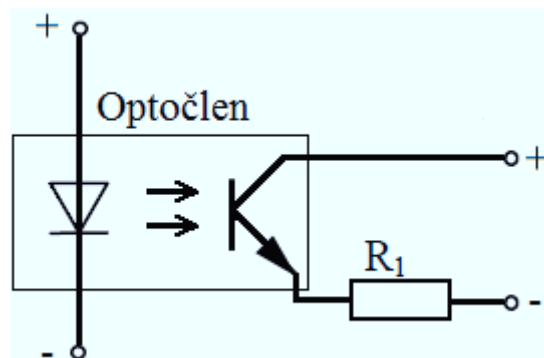 +
Optočlen
+
R₁
-
-